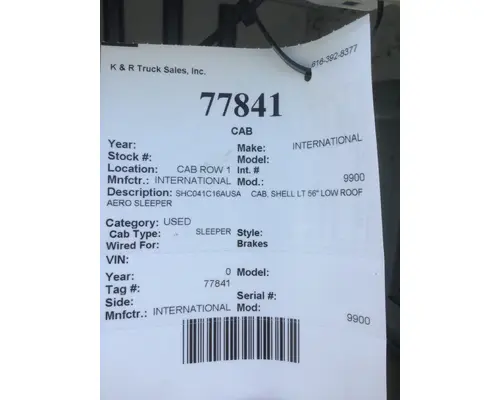 K & R Truck Sales, Inc.
616-392-8377
77841
CAB
Year: Make: INTERNATIONAL
Stock #: Model:
Location: CAB ROW 1 Int. #
Mnfctr.: INTERNATIONAL Mod.: 9900
Description: SHC041C16AUSA CAB, SHELL LT 56" LOW ROOF
AERO SLEEPER
Category: USED
Cab Type: SLEEPER Style:
Wired For: Brakes
VIN:
Year: 0 Model:
Tag #: 77841
Side: Serial #:
Mnfctr.: INTERNATIONAL Mod: 9900